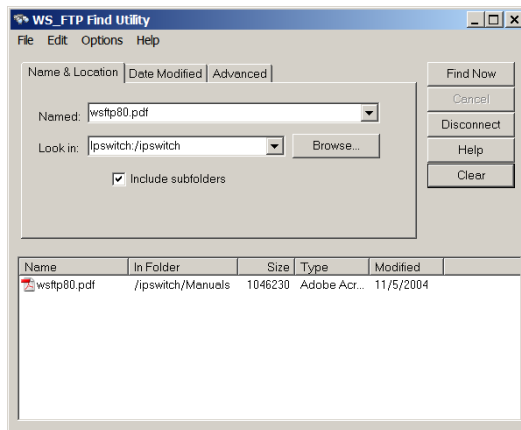 WS_FTP Find Utility
File Edit Options Help
Name & Location Date Modified Advanced
Find Now
Cancel
Named: wsftp80.pdf
Disconnect
Look in: Ipswitch:/ipswitch Browse...
Help
Include subfolders
Clear
Name In Folder Size Type Modified
wsftp80.pdf /ipswitch/Manuals 1046230 Adobe Acr... 11/5/2004